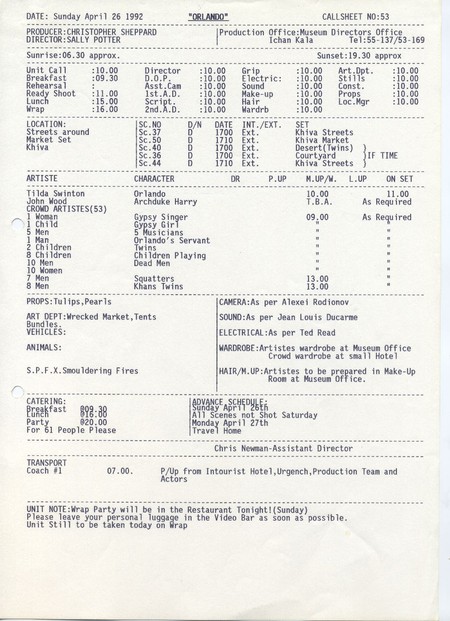 DATE: Sunday April 26 1992 "ORLANDO" CALLSHEET NO:53
PRODUCER:CHRISTOPHER SHEPPARD |Production Office:Museum Directors Office
DIRECTOR:SALLY POTTER | Ichan Kala Tel:55-137/53-169
Sunrise:06.30 approx. Sunset:19.30 approx
Unit Call :10.00 Director :10.00 Grip :10.00 Art.Dpt. :10.00
Breakfast :09.30 D.O.P. :10.00 Electric: :10.00 Stills :10.00
Rehearsal : Asst.Cam :10.00 Sound :10.00 Const. :10.00
Ready Shoot :11.00 1st.A.D. :10.00 Make-up :10.00 Props :10.00
Lunch :15.00 Script. :10.00 Hair :10.00 Loc.Mgr :10.00
Wrap :16.00 2nd.A.D. :10.00 Wardrb :10.00
LOCATION: |SC.NO D/N DATE INT./EXT. SET
Streets around |Sc.37 D 1700 Ext. Khiva Streets
Market Set |Sc.50 D 1710 Ext. Khiva Market
Khiva |Sc.40 D 1700 Ext. Desert(Twins) }
|Sc.36 D 1700 Ext. Courtyard }IF TIME
|Sc.44 D 1710 Ext. Khiva Streets }
ARTISTE CHARACTER DR P.UP M.UP/W. L.UP ON SET
Tilda Swinton Orlando 10.00 11.00
John Wood Archduke Harry T.B.A. As Required
CROWD ARTISTES(53)
1 Woman Gypsy Singer 09.00 As Required
1 Child Gypsy Girl " "
5 Men 5 Musicians " "
1 Man Orlando's Servant " "
2 Children Twins " "
8 Children Children Playing " "
10 Men Dead Men " "
10 Women " "
7 Men Squatters 13.00 "
8 Men Khans Twins 13.00 "
PROPS:Tulips,Pearls |CAMERA:As per Alexei Rodionov
ART DEPT:Wrecked Market,Tents |SOUND:As per Jean Louis Ducarme
Bundles.
VEHICLES: |ELECTRICAL:As per Ted Read
ANIMALS: |WARDROBE:Artistes wardrobe at Museum Office
Crowd wardrobe at small Hotel
S.P.F.X.Smouldering Fires |HAIR/M.UP:Artistes to be prepared in Make-Up
Room at Museum Office.
CATERING: |ADVANCE SCHEDULE:
Breakfast @09.30 |Sunday April 26th
Lunch @16.00 |All Scenes not Shot Saturday
Party @20.00 |Monday April 27th
For 61 People Please |Travel Home
Chris Newman-Assistant Director
TRANSPORT
Coach #1 07.00. P/Up from Intourist Hotel,Urgench,Production Team and
Actors
UNIT NOTE:Wrap Party will be in the Restaurant Tonight!(Sunday)
Please leave your personal luggage in the Video Bar as soon as possible.
Unit Still to be taken today on Wrap